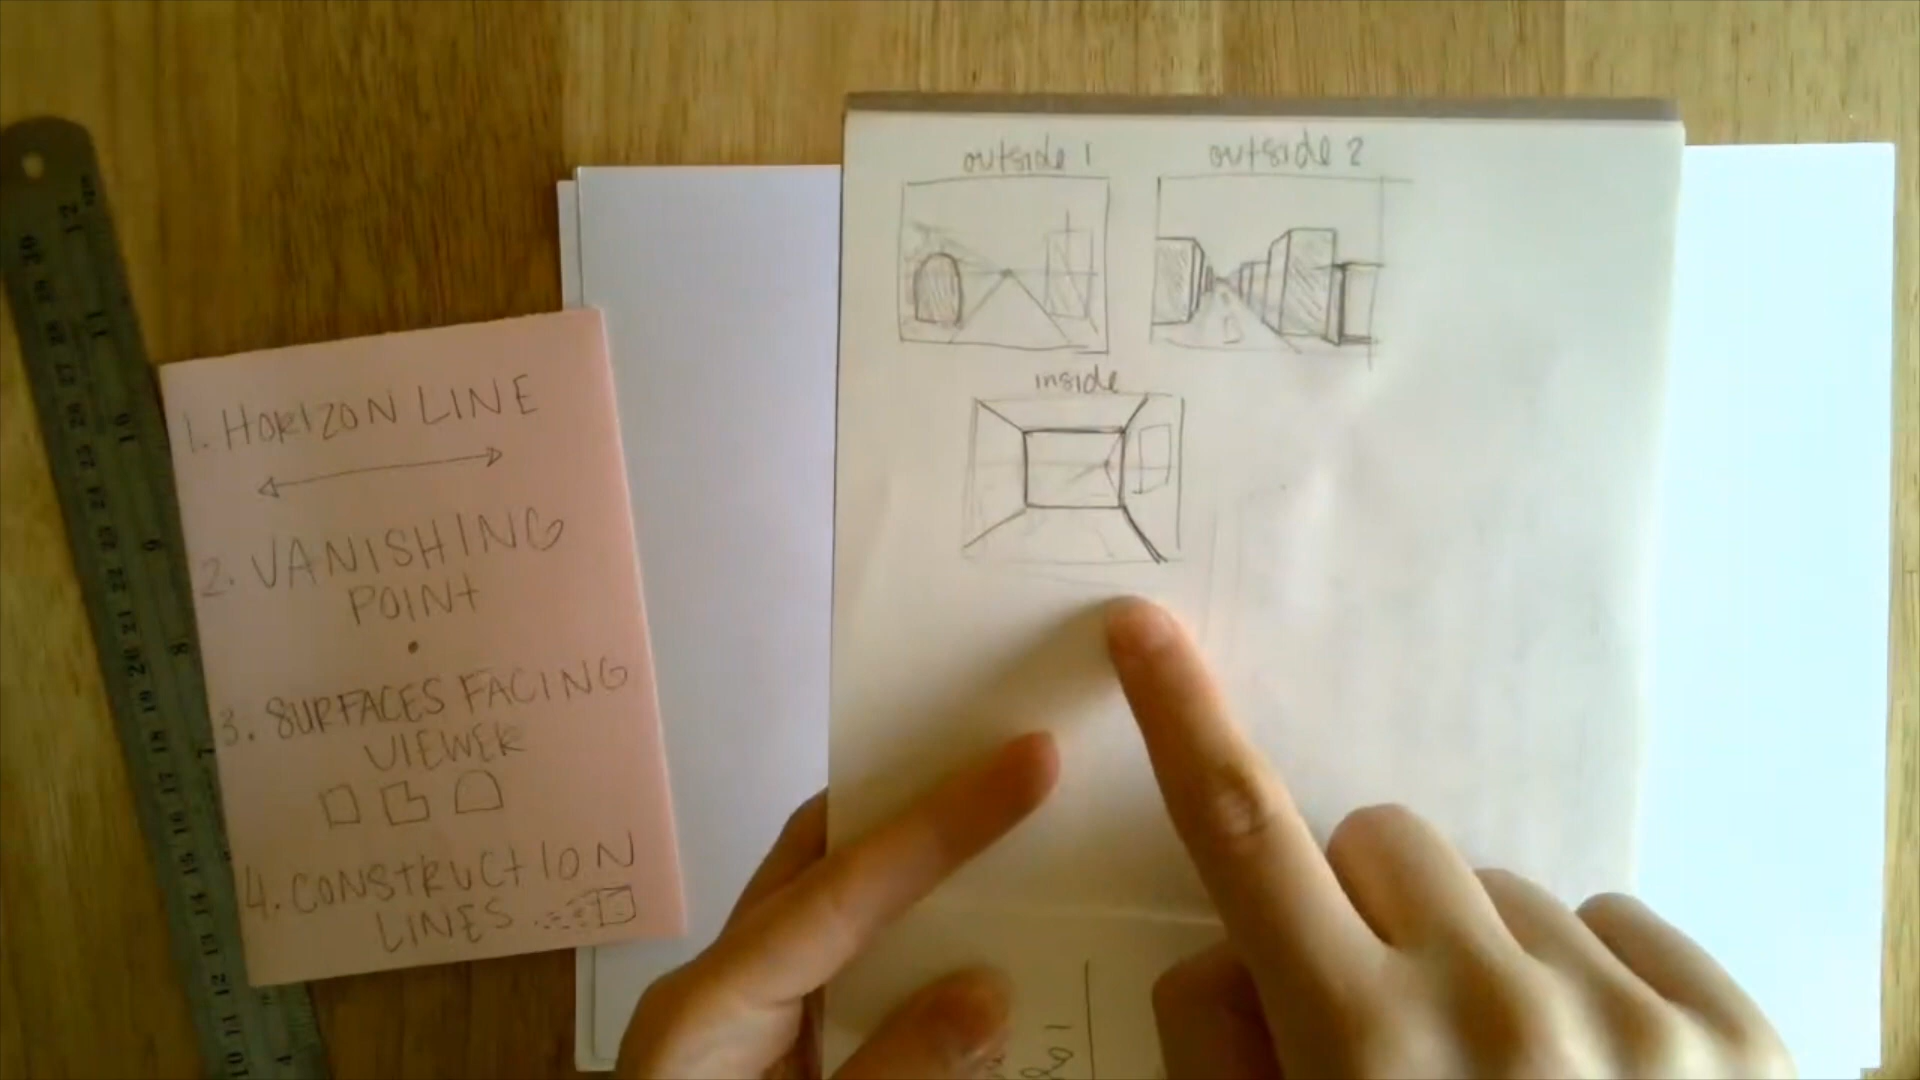 1. HORIZON LINE
2. VANISHING
POINT
3. SURFACES FACING
VIEWER
4. CONSTRUCTION
LINES
outside 1
outside 2
inside